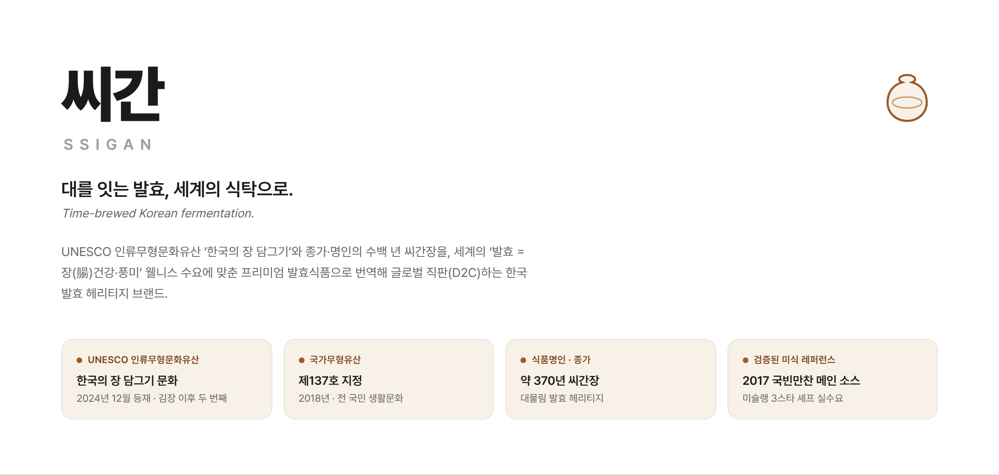 씨간
SSIGAN
대를 잇는 발효, 세계의 식탁으로.
Time-brewed Korean fermentation.
UNESCO 인류무형문화유산 ‘한국의 장 담그기’와 종가·명인의 수백 년 씨간장을, 세계의 ‘발효 =
장(腸)건강·풍미’ 웰니스 수요에 맞춘 프리미엄 발효식품으로 번역해 글로벌 직판(D2C)하는 한국
발효 헤리티지 브랜드.
UNESCO 인류무형문화유산
한국의 장 담그기 문화
2024년 12월 등재 · 김장 이후 두 번째
국가무형유산
제137호 지정
2018년 · 전 국민 생활문화
식품명인 · 종가
약 370년 씨간장
대물림 발효 헤리티지
검증된 미식 레퍼런스
2017 국빈만찬 메인 소스
미슐랭 3스타 셰프 실수요